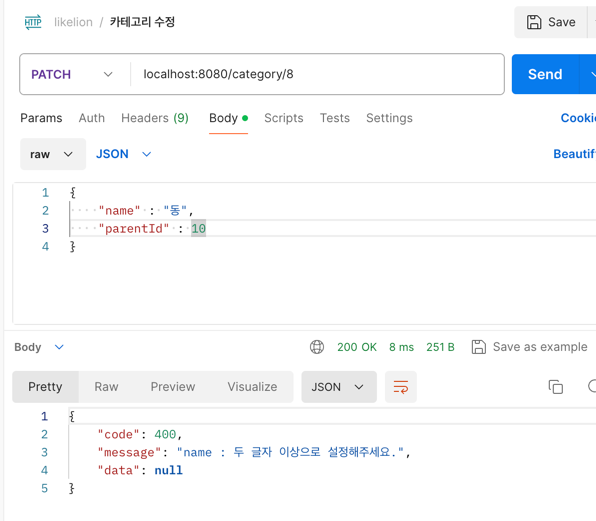 HTTP likelion / 카테고리 수정 Save
PATCH localhost:8080/category/8 Send
Params Auth Headers (9) Body Scripts Tests Settings Cookie
raw JSON Beautif
1 {
2 "name" : "동",
3 "parentId" : 10
4 }
Body 200 OK 8 ms 251 B Save as example
Pretty Raw Preview Visualize JSON
1 {
2 "code": 400,
3 "message": "name : 두 글자 이상으로 설정해주세요.",
4 "data": null
5 }